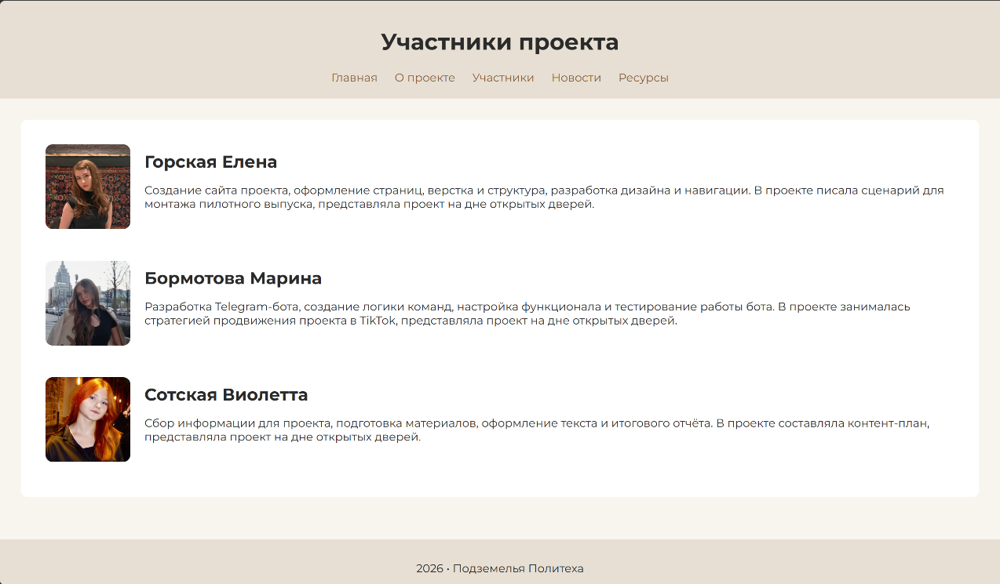 Участники проекта
Главная О проекте Участники Новости Ресурсы
Горская Елена
Создание сайта проекта, оформление страниц, верстка и структура, разработка дизайна и навигации. В проекте писала сценарий для
монтажа пилотного выпуска, представляла проект на дне открытых дверей.
Бормотова Марина
Разработка Telegram-бота, создание логики команд, настройка функционала и тестирование работы бота. В проекте занималась
стратегией продвижения проекта в TikTok, представляла проект на дне открытых дверей.
Сотская Виолетта
Сбор информации для проекта, подготовка материалов, оформление текста и итогового отчёта. В проекте составляла контент-план,
представляла проект на дне открытых дверей.
2026 • Подземелья Политеха